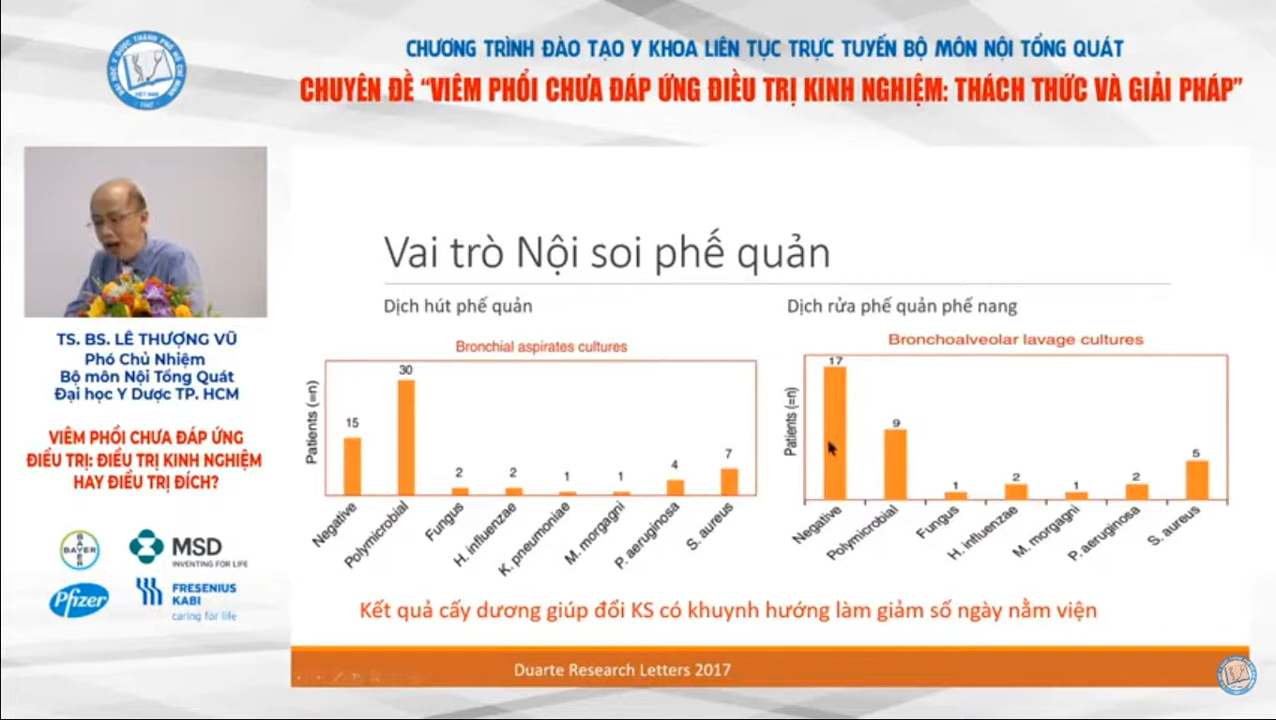 CHƯƠNG TRÌNH ĐÀO TẠO Y KHOA LIÊN TỤC TRỰC TUYẾN BỘ MÔN NỘI TỔNG QUÁT
CHUYÊN ĐỀ “VIÊM PHỔI CHƯA ĐÁP ỨNG ĐIỀU TRỊ KINH NGHIỆM: THÁCH THỨC VÀ GIẢI PHÁP”
TS. BS. LÊ THƯỢNG VŨ
Phó Chủ Nhiệm
Bộ môn Nội Tổng Quát
Đại học Y Dược TP. HCM
VIÊM PHỔI CHƯA ĐÁP ỨNG
ĐIỀU TRỊ: ĐIỀU TRỊ KINH NGHIỆM
HAY ĐIỀU TRỊ ĐÍCH?
BAYER
BAYER
MSD
INVENTING FOR LIFE
Pfizer
FRESENIUS
KABI
caring for life
Vai trò Nội soi phế quản
Dịch hút phế quản
Bronchial aspirates cultures
Patients (=n)
15
30
2
2
1
1
4
7
Negative
Polymicrobial
Fungus
H. influenzae
K. pneumoniae
M. morgagni
P. aeruginosa
S. aureus
Dịch rửa phế quản phế nang
Bronchoalveolar lavage cultures
Patients (=n)
17
9
1
2
1
2
5
Negative
Polymicrobial
Fungus
H. influenzae
M. morgagni
P. aeruginosa
S. aureus
Kết quả cấy dương giúp đổi KS có khuynh hướng làm giảm số ngày nằm viện
Duarte Research Letters 2017